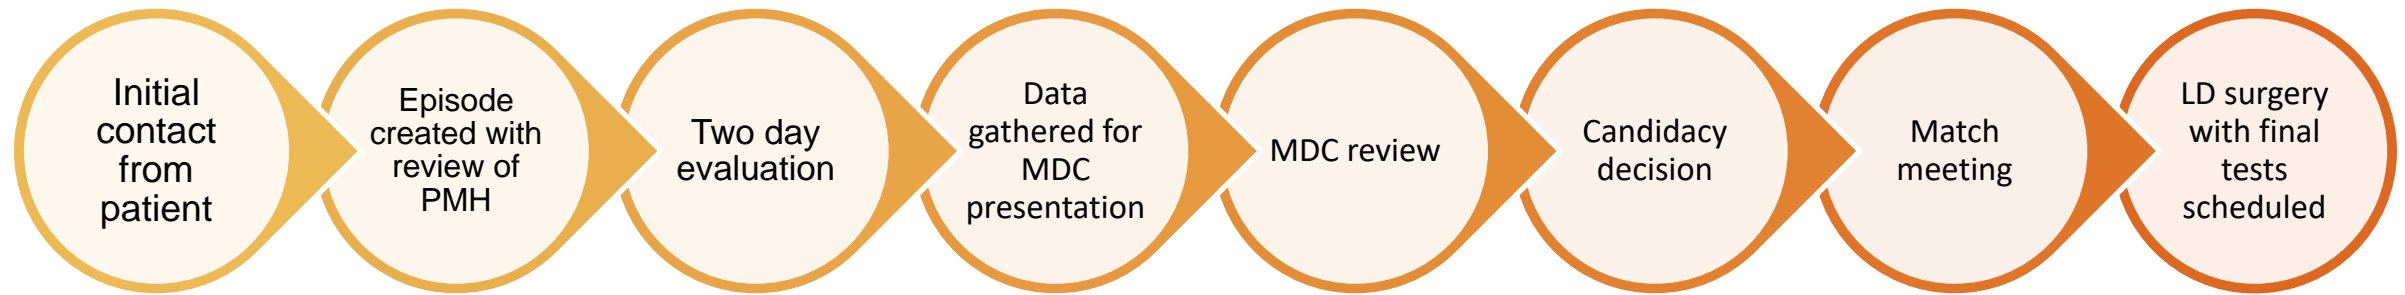 Initial
contact
from
patient
Episode
created with
review of
PMH
Two day
evaluation
Data
gathered for
MDC
presentation
MDC review
Candidacy
decision
Match
meeting
LD surgery
with final
tests
scheduled